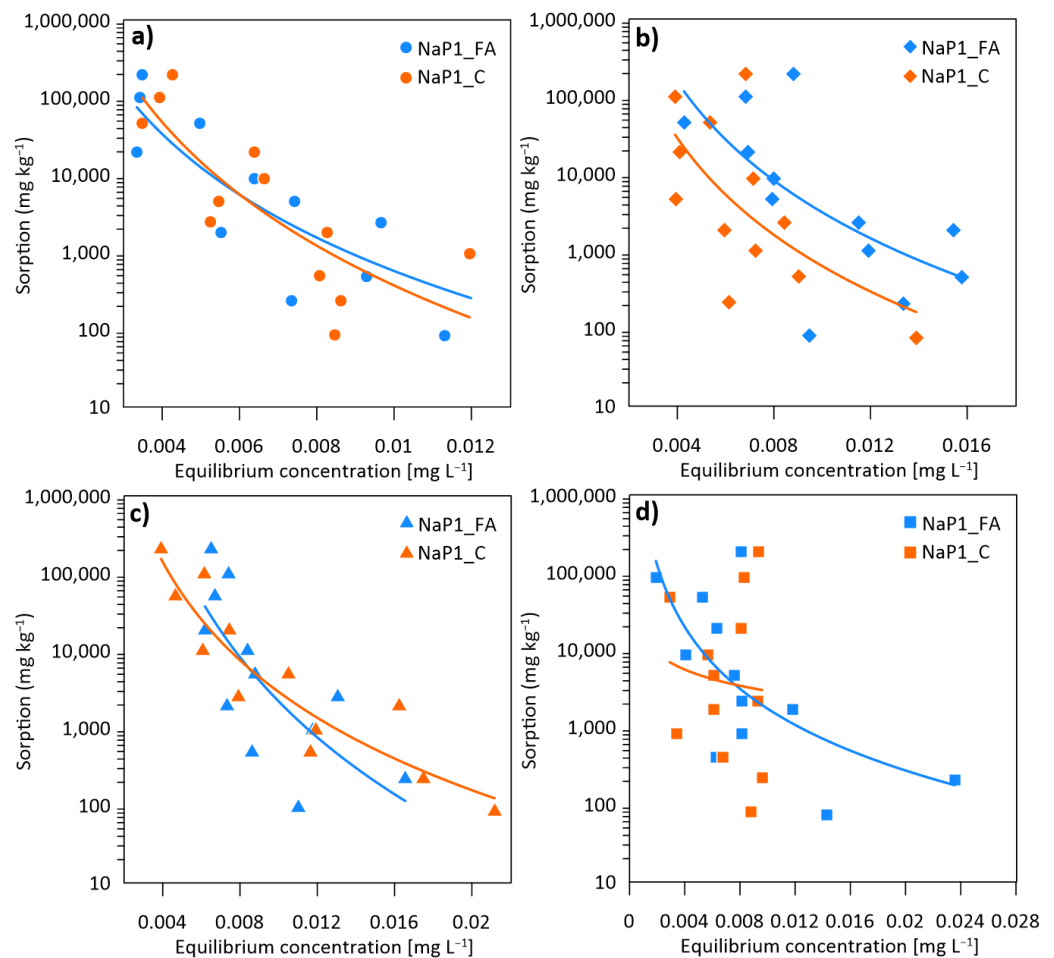 a)
NaP1_FA
NaP1_C
1,000,000
100,000
10,000
1,000
100
10
Sorption (mg kg⁻¹)
0.004 0.006 0.008 0.01 0.012
Equilibrium concentration [mg L⁻¹]
b)
NaP1_FA
NaP1_C
1,000,000
100,000
10,000
1,000
100
10
Sorption (mg kg⁻¹)
0.004 0.008 0.012 0.016
Equilibrium concentration [mg L⁻¹]
c)
NaP1_FA
NaP1_C
1,000,000
100,000
10,000
1,000
100
10
Sorption (mg kg⁻¹)
0.004 0.008 0.012 0.016 0.02
Equilibrium concentration [mg L⁻¹]
d)
NaP1_FA
NaP1_C
1,000,000
100,000
10,000
1,000
100
10
Sorption (mg kg⁻¹)
0 0.004 0.008 0.012 0.016 0.02 0.024 0.028
Equilibrium concentration [mg L⁻¹]